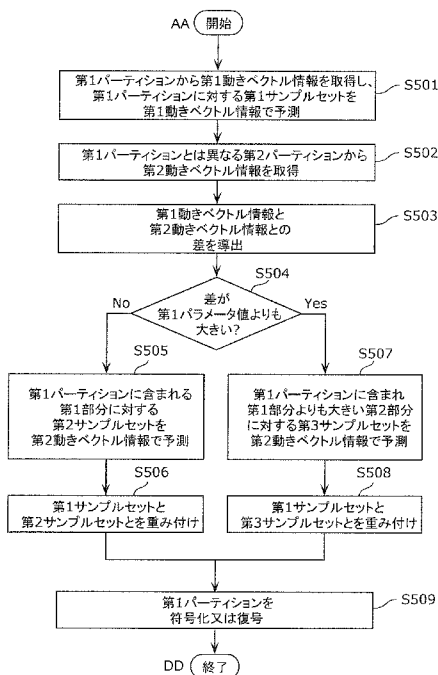 AA 開始
第1パーティションから第1動きベクトル情報を取得し、
第1パーティションに対する第1サンプルセットを
第1動きベクトル情報で予測
S501
第1パーティションとは異なる第2パーティションから
第2動きベクトル情報を取得
S502
第1動きベクトル情報と
第2動きベクトル情報との
差を導出
S503
S504
差が
第1パラメータ値よりも
大きい?
No
Yes
S505
第1パーティションに含まれる
第1部分に対する
第2サンプルセットを
第2動きベクトル情報で予測
S507
第1パーティションに含まれ
第1部分よりも大きい第2部分
に対する第3サンプルセットを
第2動きベクトル情報で予測
S506
第1サンプルセットと
第2サンプルセットとを重み付け
S508
第1サンプルセットと
第3サンプルセットとを重み付け
第1パーティションを
符号化又は復号
S509
DD 終了